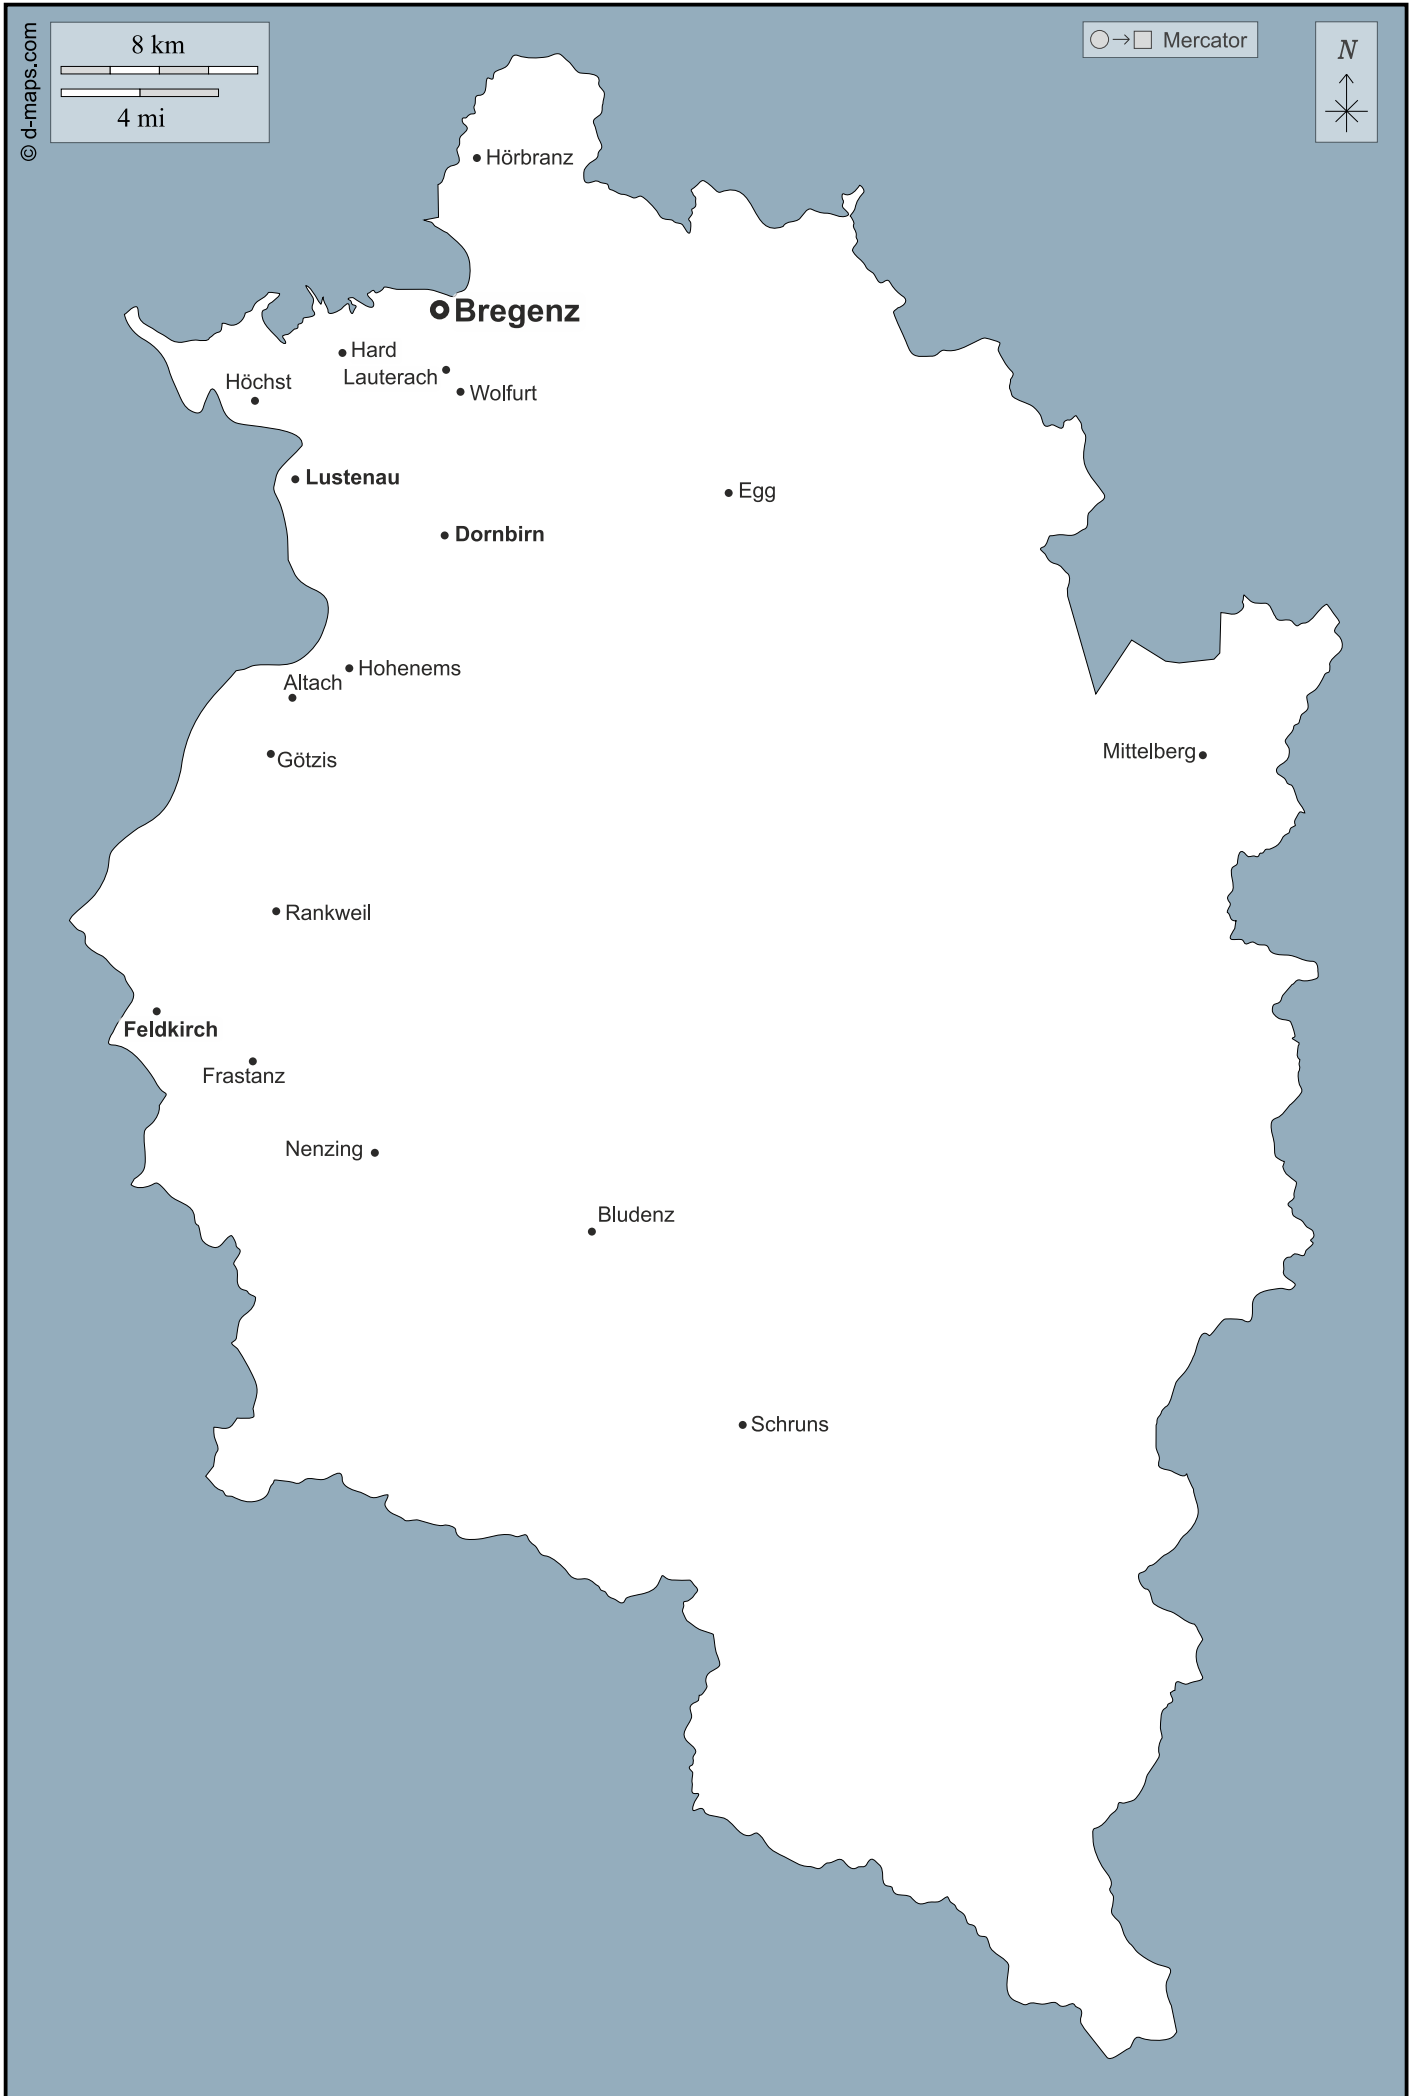 © d-maps.com
8 km
4 mi
Mercator
N
Hörbranz
Bregenz
Hard
Lauterach
Wolfurt
Höchst
Lustenau
Egg
Dornbirn
Hohenems
Altach
Götzis
Mittelberg
Rankweil
Feldkirch
Frastanz
Nenzing
Bludenz
Schruns